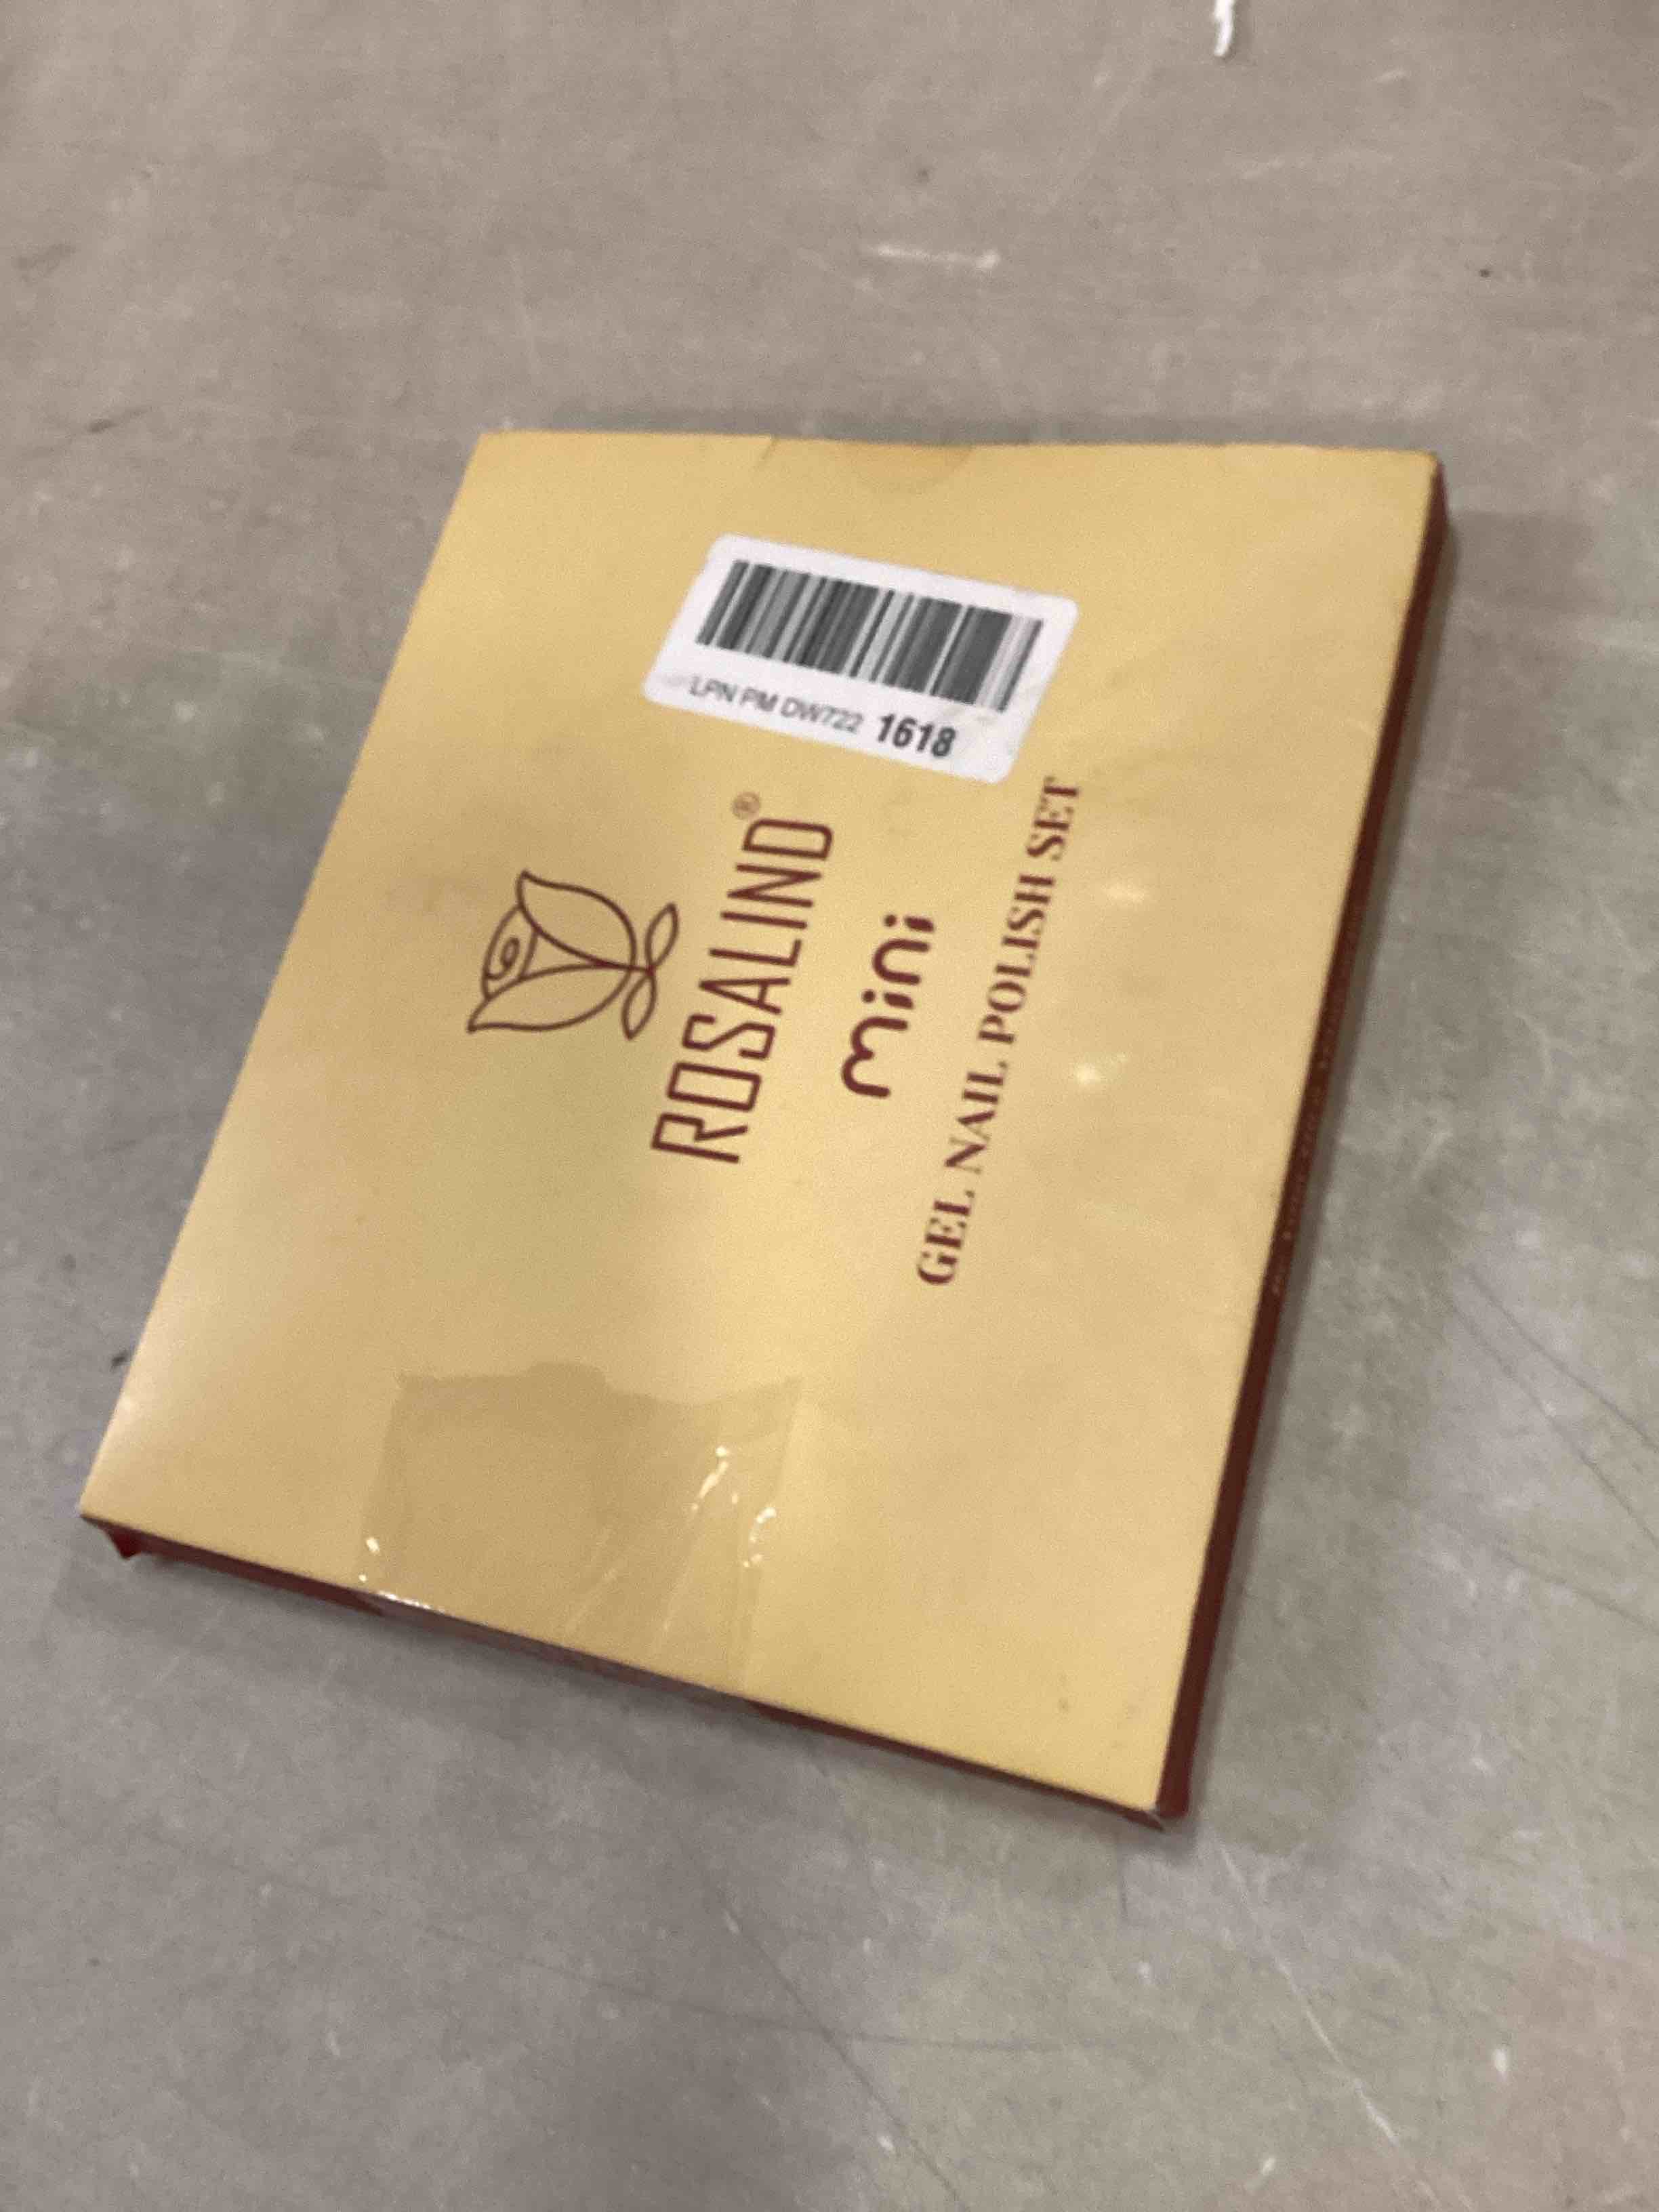 LPN PM DW722 1618
ROSALIND®
mini
GEL NAIL POLISH SET